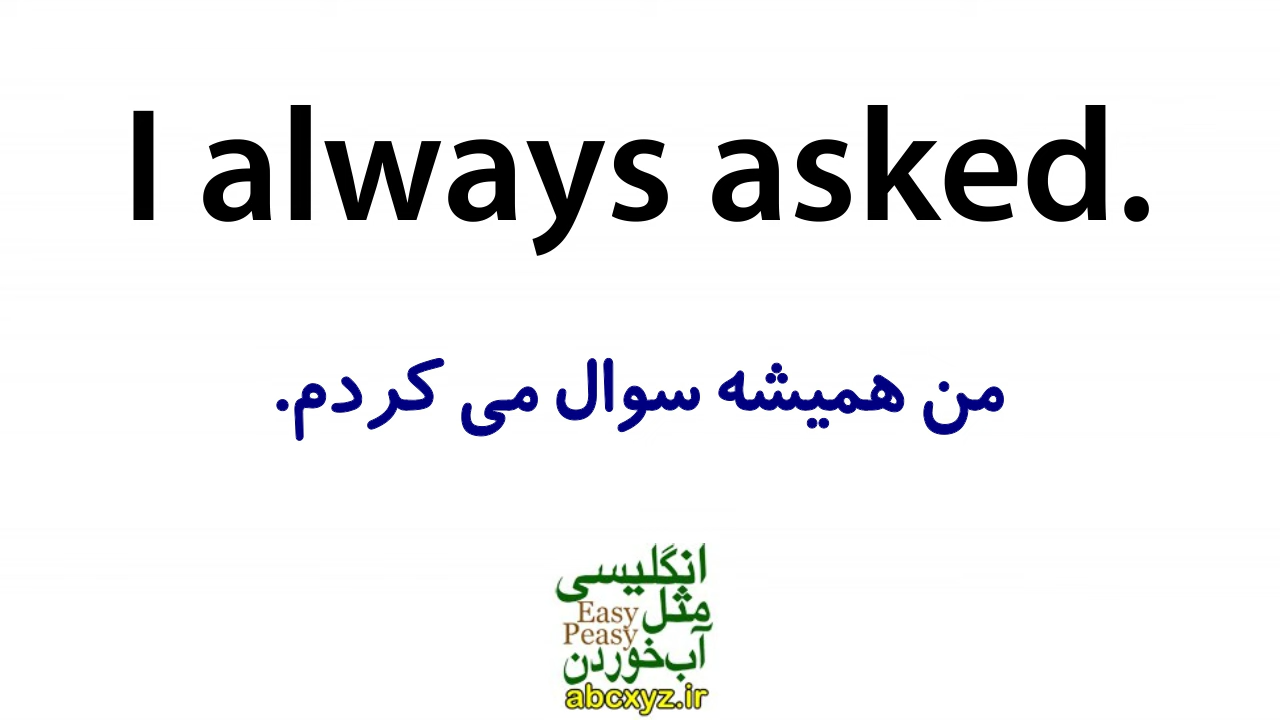 I always asked.
من همیشه سوال می کردم.
انگلیسی
مثل Easy
Peasy
آب‌خوردن
abcxyz.ir